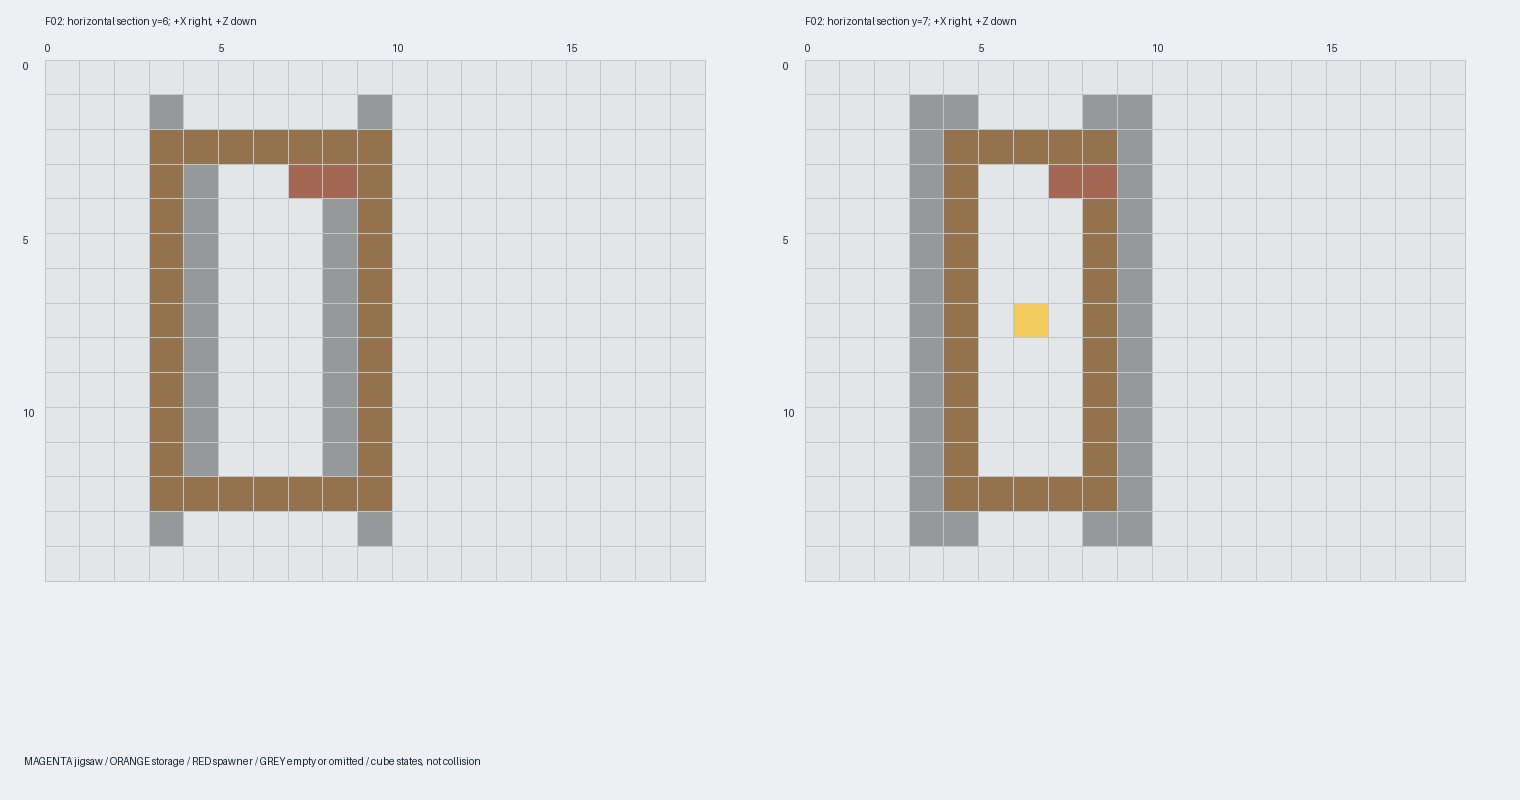 F02: horizontal section y=6; +X right, +Z down
F02: horizontal section y=7; +X right, +Z down
0 5 10 15
0 5 10 15
0
0
5
5
10
10
MAGENTA jigsaw / ORANGE storage / RED spawner / GREY empty or omitted / cube states, not collision